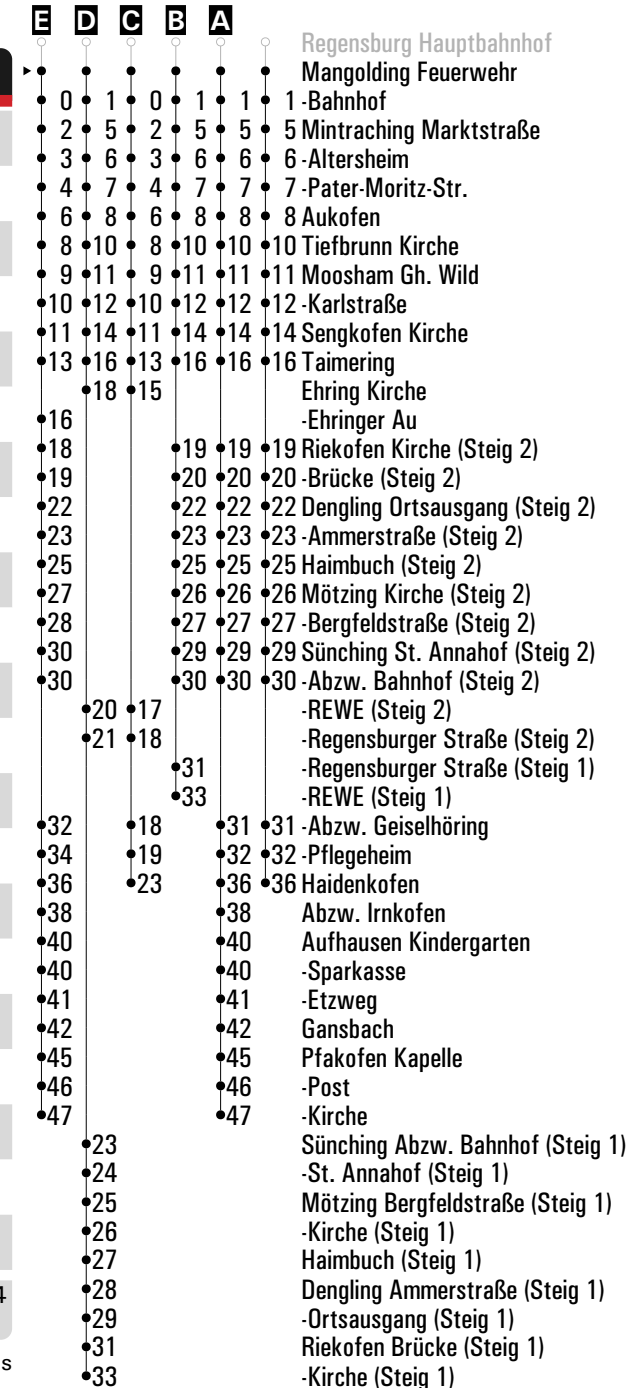 E D C B A
Regensburg Hauptbahnhof
Mangolding Feuerwehr
0 1 0 1 1 1 -Bahnhof
2 5 2 5 5 5 Mintraching Marktstraße
3 6 3 6 6 6 -Altersheim
4 7 4 7 7 7 -Pater-Moritz-Str.
6 8 6 8 8 8 Aukofen
8 10 8 10 10 10 Tiefbrunn Kirche
9 11 9 11 11 11 Moosham Gh. Wild
10 12 10 12 12 12 -Karlstraße
11 14 11 14 14 14 Sengkofen Kirche
13 16 13 16 16 16 Taimering
18 15 Ehring Kirche
16 -Ehringer Au
18 19 19 19 Riekofen Kirche (Steig 2)
19 20 20 20 -Brücke (Steig 2)
22 22 22 22 Dengling Ortsausgang (Steig 2)
23 23 23 23 -Ammerstraße (Steig 2)
25 25 25 25 Haimbuch (Steig 2)
27 26 26 26 Mötzing Kirche (Steig 2)
28 27 27 27 -Bergfeldstraße (Steig 2)
30 29 29 29 Sünching St. Annahof (Steig 2)
30 30 30 30 -Abzw. Bahnhof (Steig 2)
20 17 -REWE (Steig 2)
21 18 -Regensburger Straße (Steig 2)
31 -Regensburger Straße (Steig 1)
33 -REWE (Steig 1)
32 18 31 31 -Abzw. Geiselhöring
34 19 32 32 -Pflegeheim
36 23 36 36 Haidenkofen
38 38 Abzw. Irnkofen
40 40 Aufhausen Kindergarten
40 40 -Sparkasse
41 41 -Etzweg
42 42 Gansbach
45 45 Pfakofen Kapelle
46 46 -Post
47 47 -Kirche
23 Sünching Abzw. Bahnhof (Steig 1)
24 -St. Annahof (Steig 1)
25 Mötzing Bergfeldstraße (Steig 1)
26 -Kirche (Steig 1)
27 Haimbuch (Steig 1)
28 Dengling Ammerstraße (Steig 1)
4
29 -Ortsausgang (Steig 1)
31 Riekofen Brücke (Steig 1)
s
33 -Kirche (Steig 1)